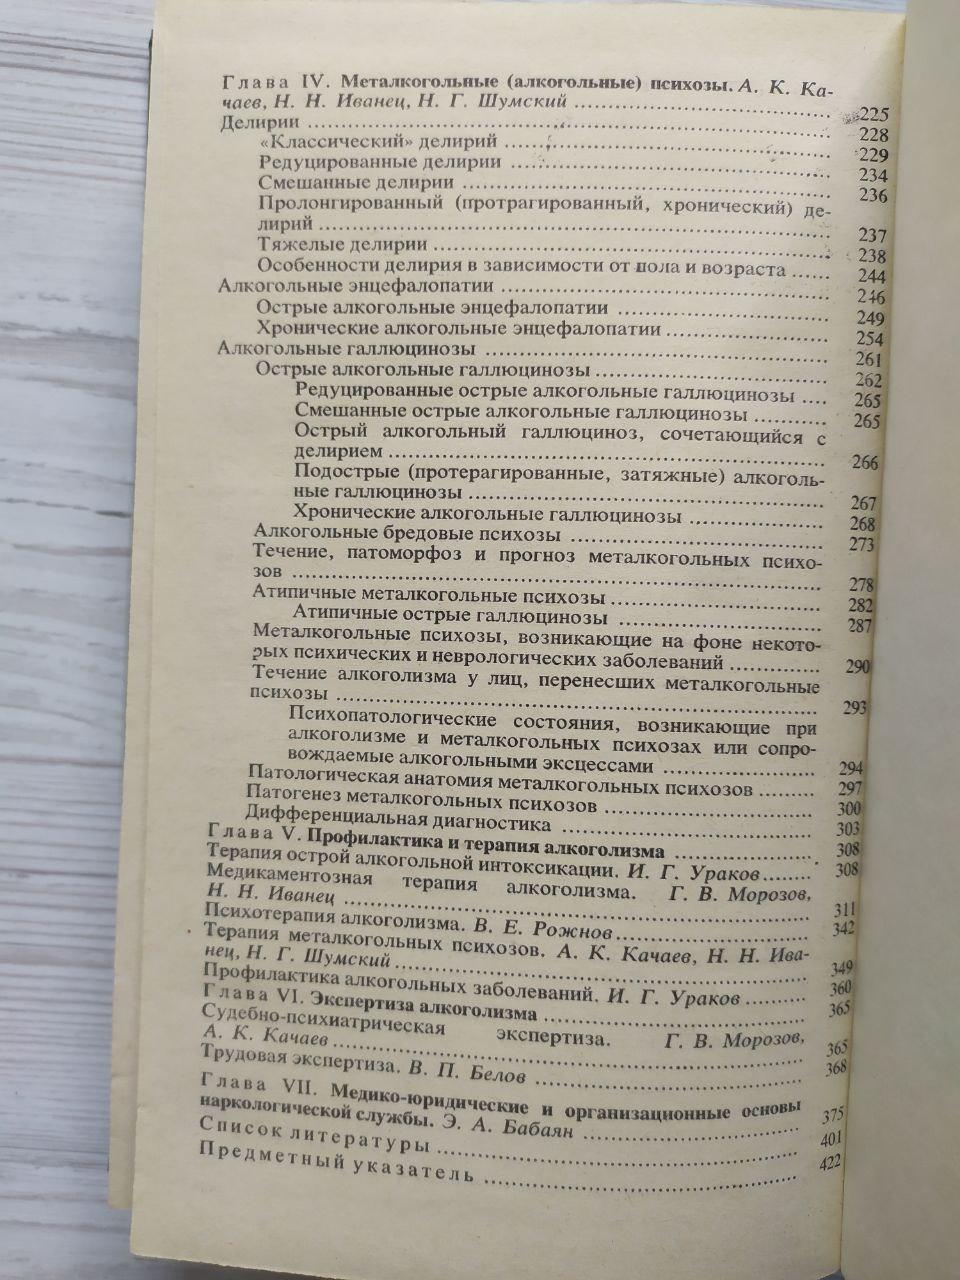 Глава IV. Металкогольные (алкогольные) психозы. А. К. Ка-
чаев, Н. Н. Иванец, Н. Г. Шумский ........ 225
Делирии ........ 228
«Классический» делирий ........ 229
Редуцированные делирии ........ 234
Смешанные делирии ........ 236
Пролонгированный (протрагированный, хронический) де-
лирий ........ 237
Тяжелые делирии ........ 238
Особенности делирия в зависимости от пола и возраста ...... 244
Алкогольные энцефалопатии ........ 246
Острые алкогольные энцефалопатии ........ 249
Хронические алкогольные энцефалопатии ........ 254
Алкогольные галлюцинозы ........ 261
Острые алкогольные галлюцинозы ........ 262
Редуцированные острые алкогольные галлюцинозы .... 265
Смешанные острые алкогольные галлюцинозы ........ 265
Острый алкогольный галлюциноз, сочетающийся с
делирием ........ 266
Подострые (протерагированные, затяжные) алкоголь-
ные галлюцинозы ........ 267
Хронические алкогольные галлюцинозы ........ 268
Алкогольные бредовые психозы ........ 273
Течение, патоморфоз и прогноз металкогольных психо-
зов ........ 278
Атипичные металкогольные психозы ........ 282
Атипичные острые галлюцинозы ........ 287
Металкогольные психозы, возникающие на фоне некото-
рых психических и неврологических заболеваний ........ 290
Течение алкоголизма у лиц, перенесших металкогольные
психозы ........ 293
Психопатологические состояния, возникающие при
алкоголизме и металкогольных психозах или сопро-
вождаемые алкогольными эксцессами ........ 294
Патологическая анатомия металкогольных психозов ........ 297
Патогенез металкогольных психозов ........ 300
Дифференциальная диагностика ........ 303
Глава V. Профилактика и терапия алкоголизма ........ 308
Терапия острой алкогольной интоксикации. И. Г. Ураков ........ 308
Медикаментозная терапия алкоголизма. Г. В. Морозов,
Н. Н. Иванец ........ 311
Психотерапия алкоголизма. В. Е. Рожнов ........ 342
Терапия металкогольных психозов. А. К. Качаев, Н. Н. Ива-
нец, Н. Г. Шумский ........ 349
Профилактика алкогольных заболеваний. И. Г. Ураков ........ 360
Глава VI. Экспертиза алкоголизма ........ 365
Судебно-психиатрическая экспертиза. Г. В. Морозов,
А. К. Качаев ........ 365
Трудовая экспертиза. В. П. Белов ........ 368
Глава VII. Медико-юридические и организационные основы
наркологической службы. Э. А. Бабаян ........ 375
Список литературы ........ 401
Предметный указатель ........ 422